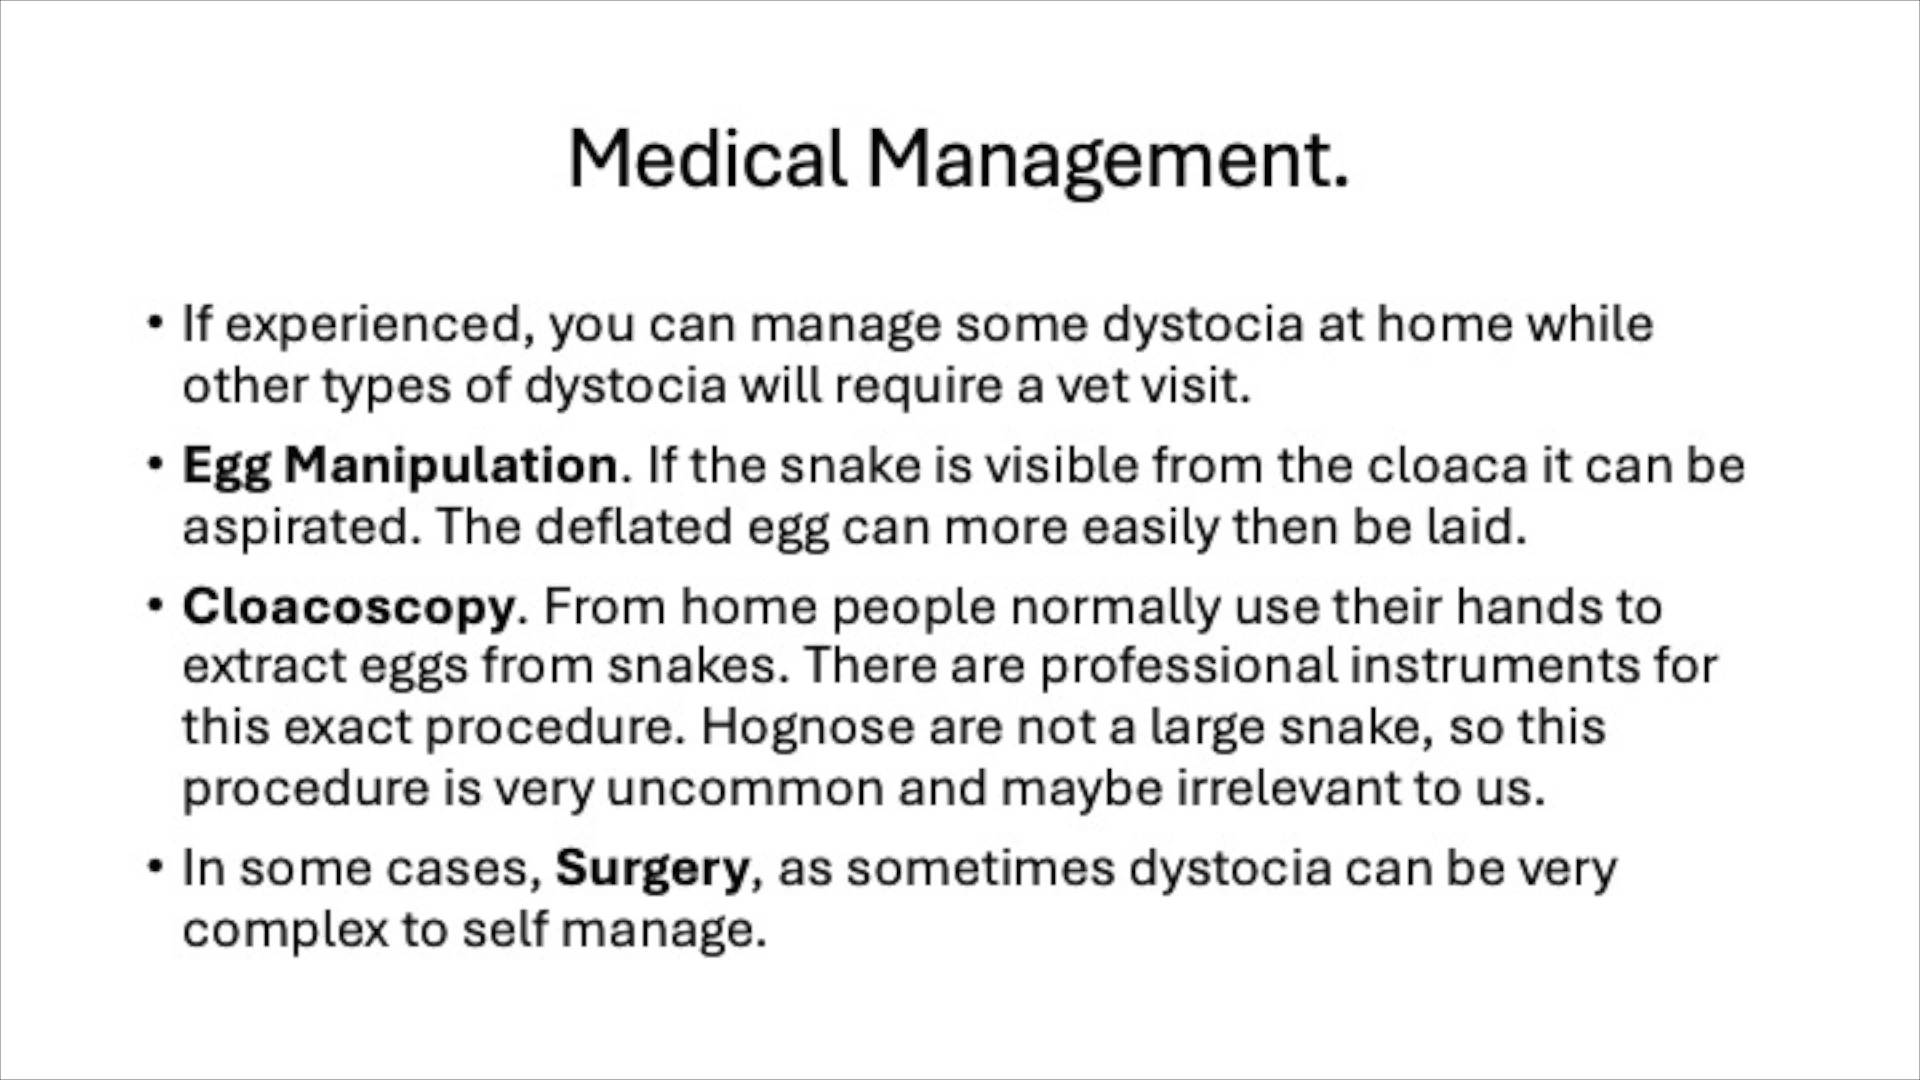 Medical Management.
• If experienced, you can manage some dystocia at home while
other types of dystocia will require a vet visit.
• Egg Manipulation. If the snake is visible from the cloaca it can be
aspirated. The deflated egg can more easily then be laid.
• Cloacoscopy. From home people normally use their hands to
extract eggs from snakes. There are professional instruments for
this exact procedure. Hognose are not a large snake, so this
procedure is very uncommon and maybe irrelevant to us.
• In some cases, Surgery, as sometimes dystocia can be very
complex to self manage.